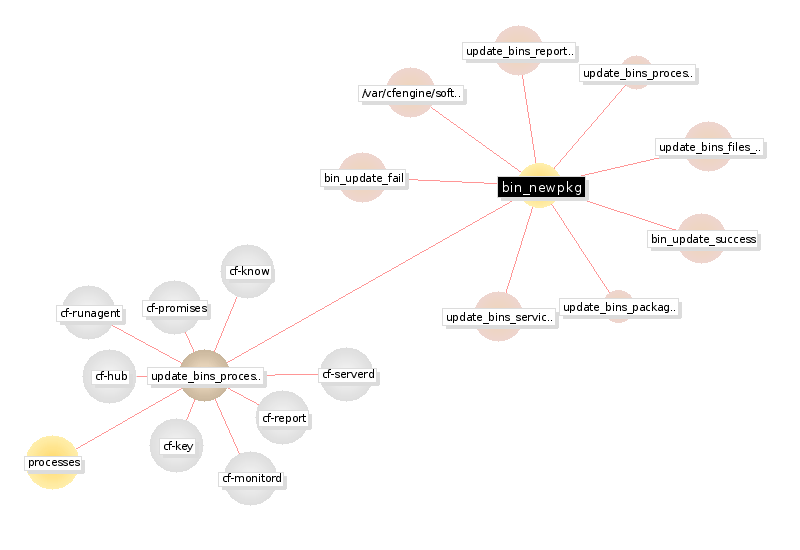 update_bins_report..
update_bins_proces..
/var/cfengine/soft..
update_bins_files_..
bin_update_fail
bin_newpkg
bin_update_success
cf-know
cf-promises
update_bins_packag..
cf-runagent
update_bins_servic..
cf-hub
update_bins_proces..
cf-serverd
cf-report
cf-key
processes
cf-monitord